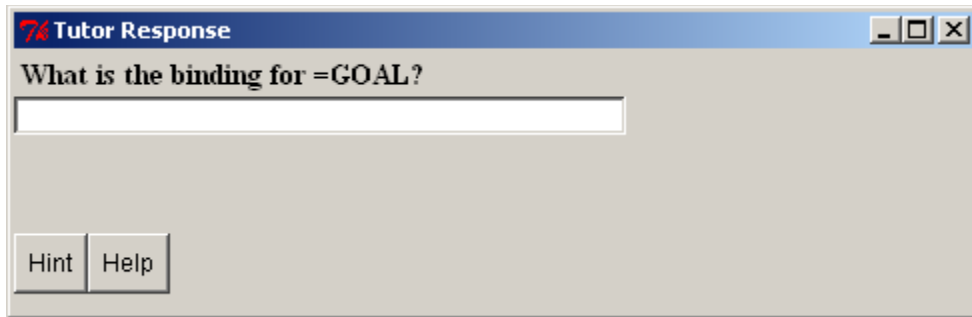 Tutor Response
What is the binding for =GOAL?
Hint Help